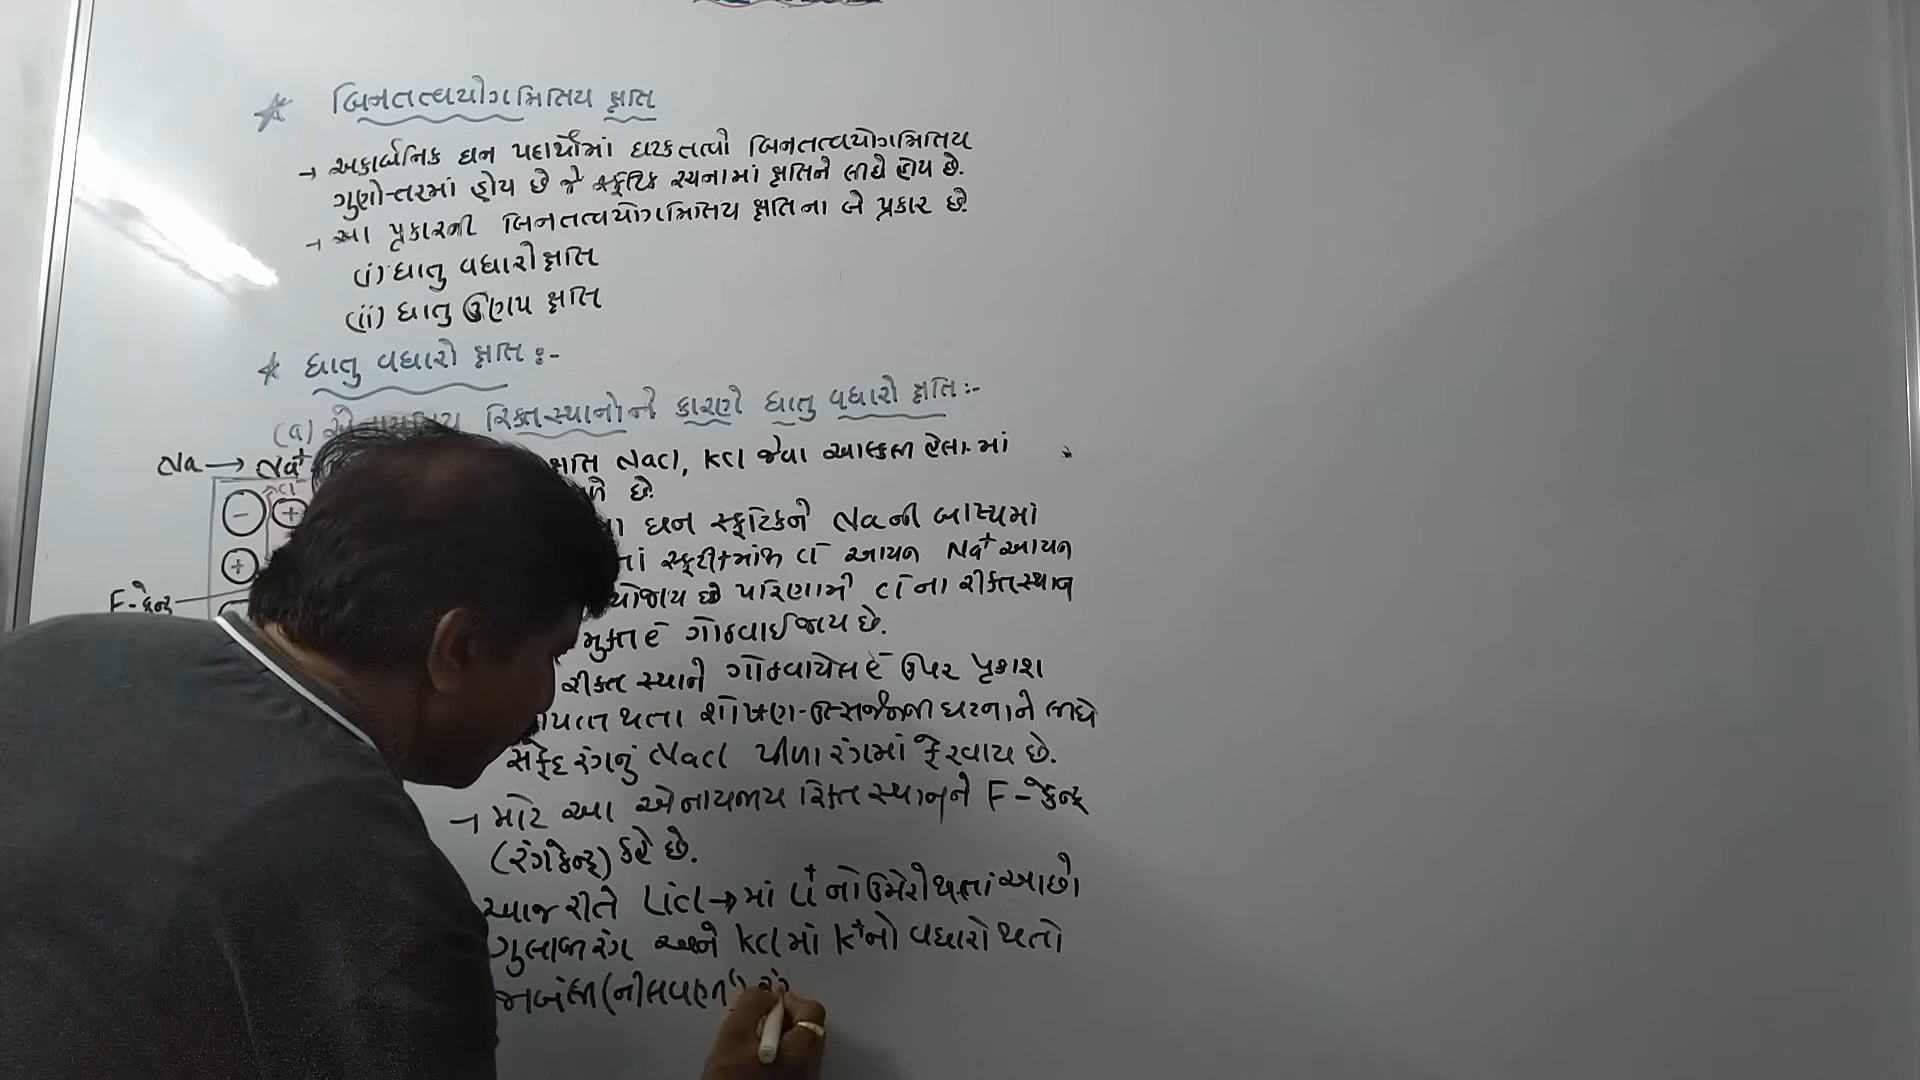 બિનતત્વયોગમિતિય ક્ષતિ
→ અકાર્બનિક ઘન પદાર્થોમાં ઘટકતત્વો બિનતત્વયોગમિતિય
ગુણોત્તરમાં હોય છે જે સ્ફટિક રચનામાં ક્ષતિને લીધે હોય છે.
→ આ પ્રકારની બિનતત્વયોગમિતિય ક્ષતિના બે પ્રકાર છે.
(i) ધાતુ વધારો ક્ષતિ
(ii) ધાતુ ઉણપ ક્ષતિ
ધાતુ વધારો ક્ષતિ :-
(a) રિક્તસ્થાનોને કારણે ધાતુ વધારો ક્ષતિ :-
Na → Na⁺
ક્ષતિ NaCl, KCl જેવા આલ્કલી માં
છે.
ઘન સ્ફટિકને Na ની બાષ્પમાં
Cl⁻ આયન Na⁺ આયન
યોજાય છે પરિણામે Cl⁻ ના રીક્તસ્થાન
મુક્ત e⁻ ગોઠવાઈ જાય છે.
રીક્ત સ્થાને ગોઠવાયેલ e⁻ ઉપર પ્રકાશ
થતા શોષણ-ઉત્સર્જનની ઘટનાને લીધે
સફેદ રંગનું NaCl પીળા રંગમાં ફેરવાય છે.
→ માટે આ એનાયનીય રિક્ત સ્થાનને F-કેન્દ્ર
(રંગકેન્દ્ર) કહે છે.
આજ રીતે LiCl → માં Li⁺ નો ઉમેરો થતાં આછો
ગુલાબી રંગ અને KCl માં K⁺ નો વધારો થતો
જાંબલી (નીલવર્ણી) રં
Cl⁻
− +
+
F-કેન્દ્ર